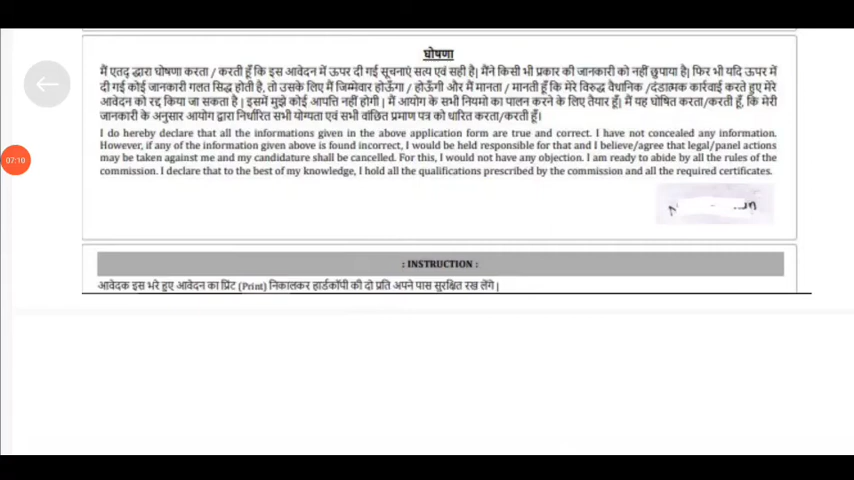 घोषणा
मैं एतद् द्वारा घोषणा करता / करती हूँ कि इस आवेदन में ऊपर दी गई सूचनाएं सत्य एवं सही है| मैंने किसी भी प्रकार की जानकारी को नहीं छुपाया है| फिर भी यदि ऊपर में
दी गई कोई जानकारी गलत सिद्ध होती है, तो उसके लिए मैं जिम्मेवार होऊँगा / होऊँगी और मैं मानता / मानती हूँ कि मेरे विरुद्ध वैधानिक /दंडात्मक कार्रवाई करते हुए मेरे
आवेदन को रद्द किया जा सकता है | इसमें मुझे कोई आपत्ति नहीं होगी | मैं आयोग के सभी नियमो का पालन करने के लिए तैयार हूँ| मैं यह घोषित करता/करती हूँ, कि मेरी
जानकारी के अनुसार आयोग द्वारा निर्धारित सभी योग्यता एवं सभी वांछित प्रमाण पत्र को धारित करता/करती हूँ।
I do hereby declare that all the informations given in the above application form are true and correct. I have not concealed any information.
However, if any of the information given above is found incorrect, I would be held responsible for that and I believe/agree that legal/panel actions
may be taken against me and my candidature shall be cancelled. For this, I would not have any objection. I am ready to abide by all the rules of the
commission. I declare that to the best of my knowledge, I hold all the qualifications prescribed by the commission and all the required certificates.
07:10
: INSTRUCTION :
आवेदक इस भरे हुए आवेदन का प्रिंट (Print) निकालकर हार्डकॉपी की दो प्रति अपने पास सुरक्षित रख लेंगे |